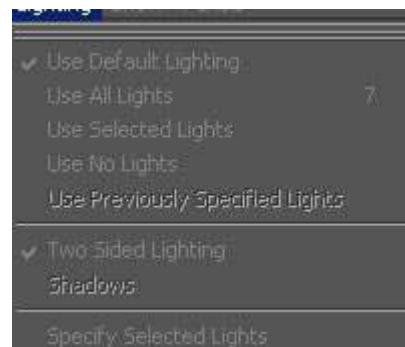 Lighting
Use Default Lighting
Use All Lights 7
Use Selected Lights
Use No Lights
Use Previously Specified Lights
Two Sided Lighting
Shadows
Specify Selected Lights